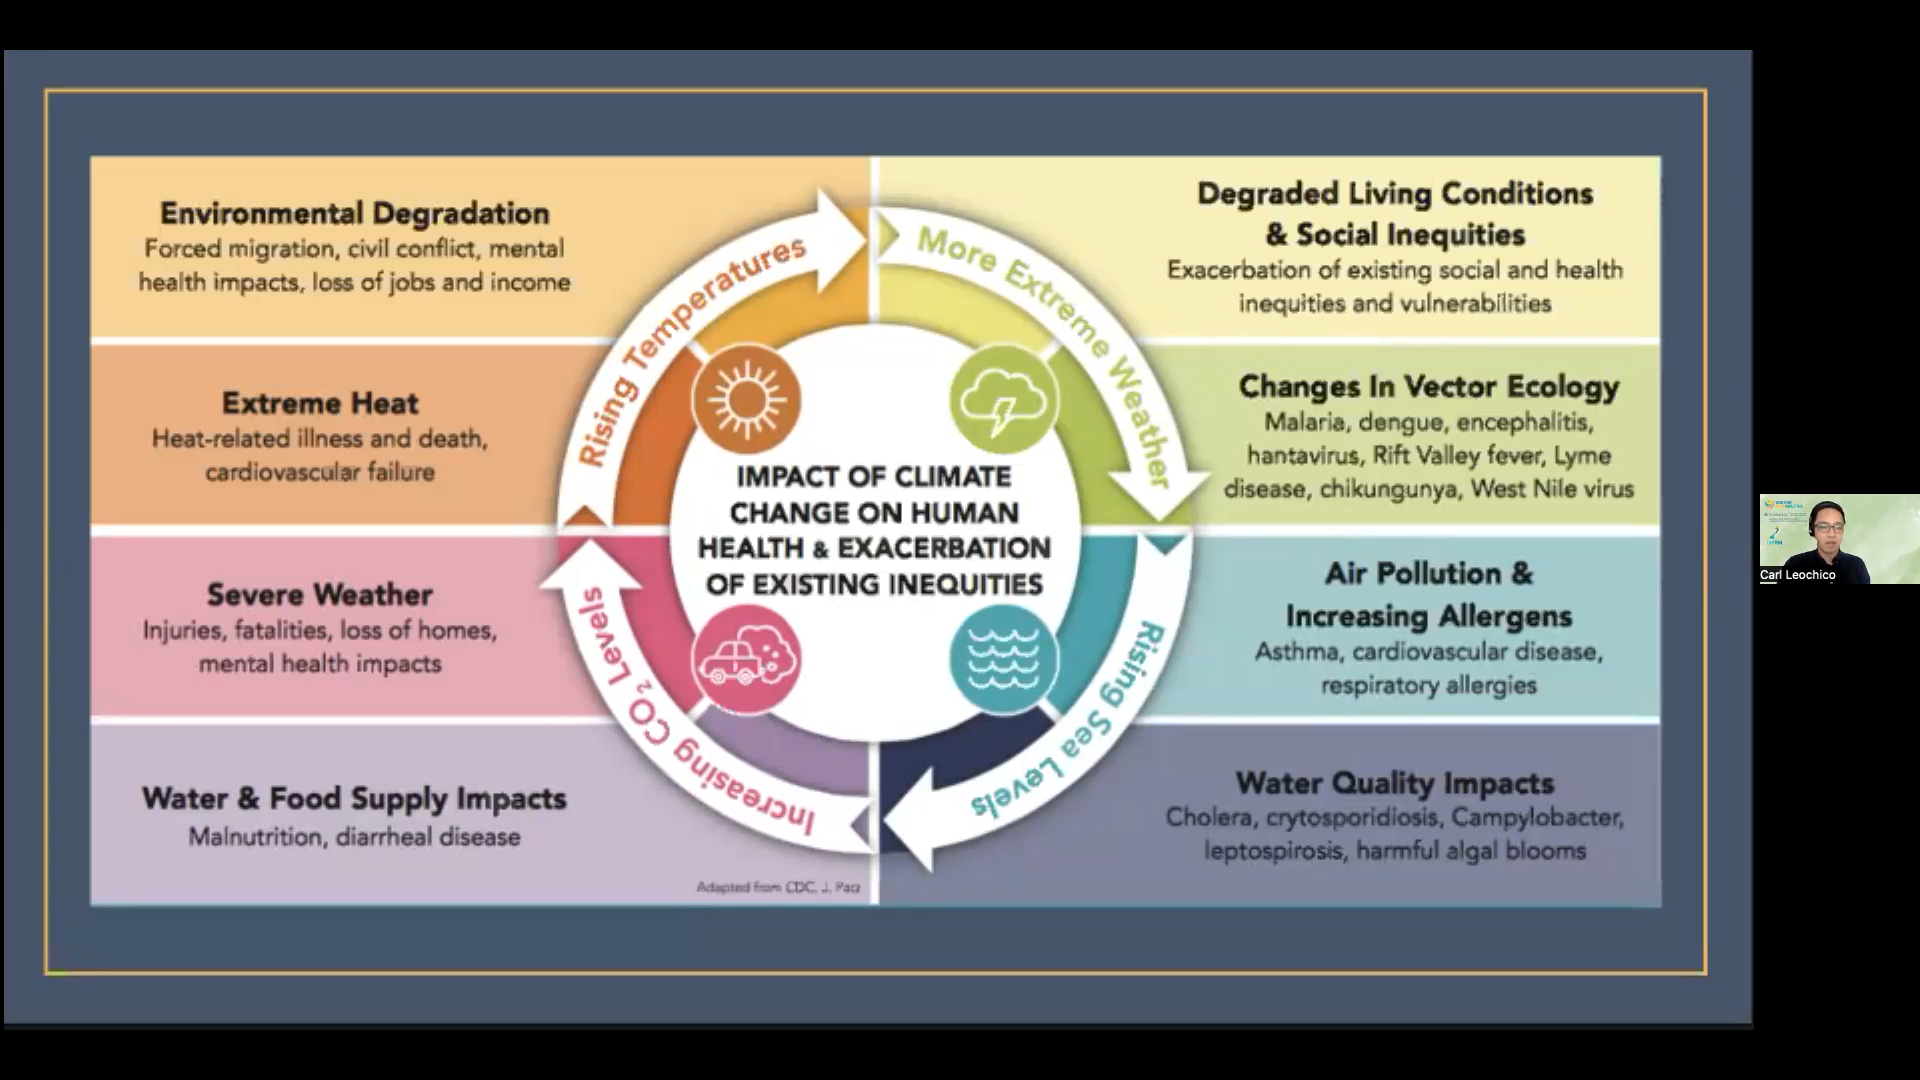 Environmental Degradation
Forced migration, civil conflict, mental
health impacts, loss of jobs and income
Extreme Heat
Heat-related illness and death,
cardiovascular failure
Severe Weather
Injuries, fatalities, loss of homes,
mental health impacts
Water & Food Supply Impacts
Malnutrition, diarrheal disease
Adapted from CDC, J. Patz
Rising Temperatures
More Extreme Weather
Rising Sea Levels
Increasing CO₂ Levels
IMPACT OF CLIMATE
CHANGE ON HUMAN
HEALTH & EXACERBATION
OF EXISTING INEQUITIES
Degraded Living Conditions
& Social Inequities
Exacerbation of existing social and health
inequities and vulnerabilities
Changes In Vector Ecology
Malaria, dengue, encephalitis,
hantavirus, Rift Valley fever, Lyme
disease, chikungunya, West Nile virus
Air Pollution &
Increasing Allergens
Asthma, cardiovascular disease,
respiratory allergies
Water Quality Impacts
Cholera, crytosporidiosis, Campylobacter,
leptospirosis, harmful algal blooms
Carl Leochico